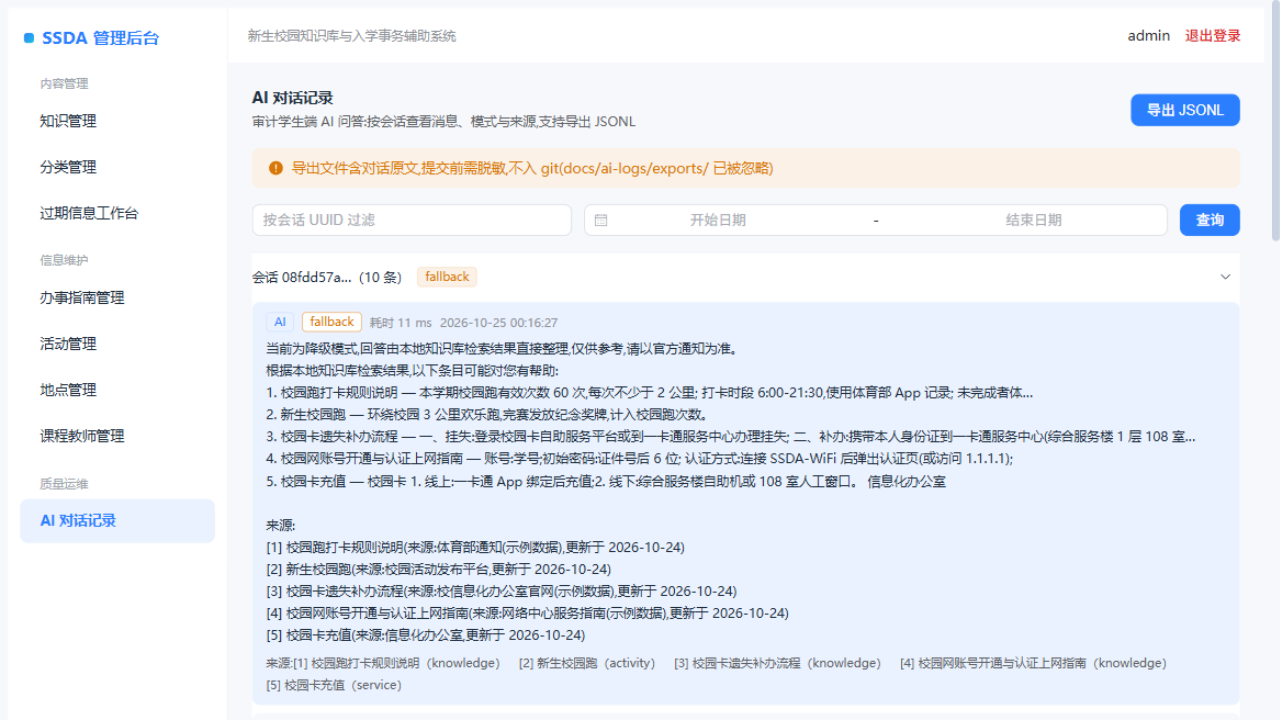 SSDA 管理后台
新生校园知识库与入学事务辅助系统
admin 退出登录
内容管理
知识管理
分类管理
过期信息工作台
信息维护
办事指南管理
活动管理
地点管理
课程教师管理
质量运维
AI 对话记录
AI 对话记录
审计学生端 AI 问答:按会话查看消息、模式与来源,支持导出 JSONL
导出 JSONL
导出文件含对话原文,提交前需脱敏,不入 git(docs/ai-logs/exports/ 已被忽略)
按会话 UUID 过滤
开始日期 - 结束日期
查询
会话 08fdd57a...（10 条） fallback
AI fallback 耗时 11 ms 2026-10-25 00:16:27
当前为降级模式,回答由本地知识库检索结果直接整理,仅供参考,请以官方通知为准。
根据本地知识库检索结果,以下条目可能对您有帮助:
1. 校园跑打卡规则说明 — 本学期校园跑有效次数 60 次,每次不少于 2 公里; 打卡时段 6:00-21:30,使用体育部 App 记录; 未完成者体...
2. 新生校园跑 — 环绕校园 3 公里欢乐跑,完赛发放纪念奖牌,计入校园跑次数。
3. 校园卡遗失补办流程 — 一、挂失:登录校园卡自助服务平台或到一卡通服务中心办理挂失; 二、补办:携带本人身份证到一卡通服务中心(综合服务楼 1 层 108 室...
4. 校园网账号开通与认证上网指南 — 账号:学号;初始密码:证件号后 6 位; 认证方式:连接 SSDA-WiFi 后弹出认证页(或访问 1.1.1.1);
5. 校园卡充值 — 校园卡 1. 线上:一卡通 App 绑定后充值;2. 线下:综合服务楼自助机或 108 室人工窗口。 信息化办公室
来源:
[1] 校园跑打卡规则说明(来源:体育部通知(示例数据),更新于 2026-10-24)
[2] 新生校园跑(来源:校园活动发布平台,更新于 2026-10-24)
[3] 校园卡遗失补办流程(来源:校信息化办公室官网(示例数据),更新于 2026-10-24)
[4] 校园网账号开通与认证上网指南(来源:网络中心服务指南(示例数据),更新于 2026-10-24)
[5] 校园卡充值(来源:信息化办公室,更新于 2026-10-24)
来源:[1] 校园跑打卡规则说明（knowledge） [2] 新生校园跑（activity） [3] 校园卡遗失补办流程（knowledge） [4] 校园网账号开通与认证上网指南（knowledge）
[5] 校园卡充值（service）